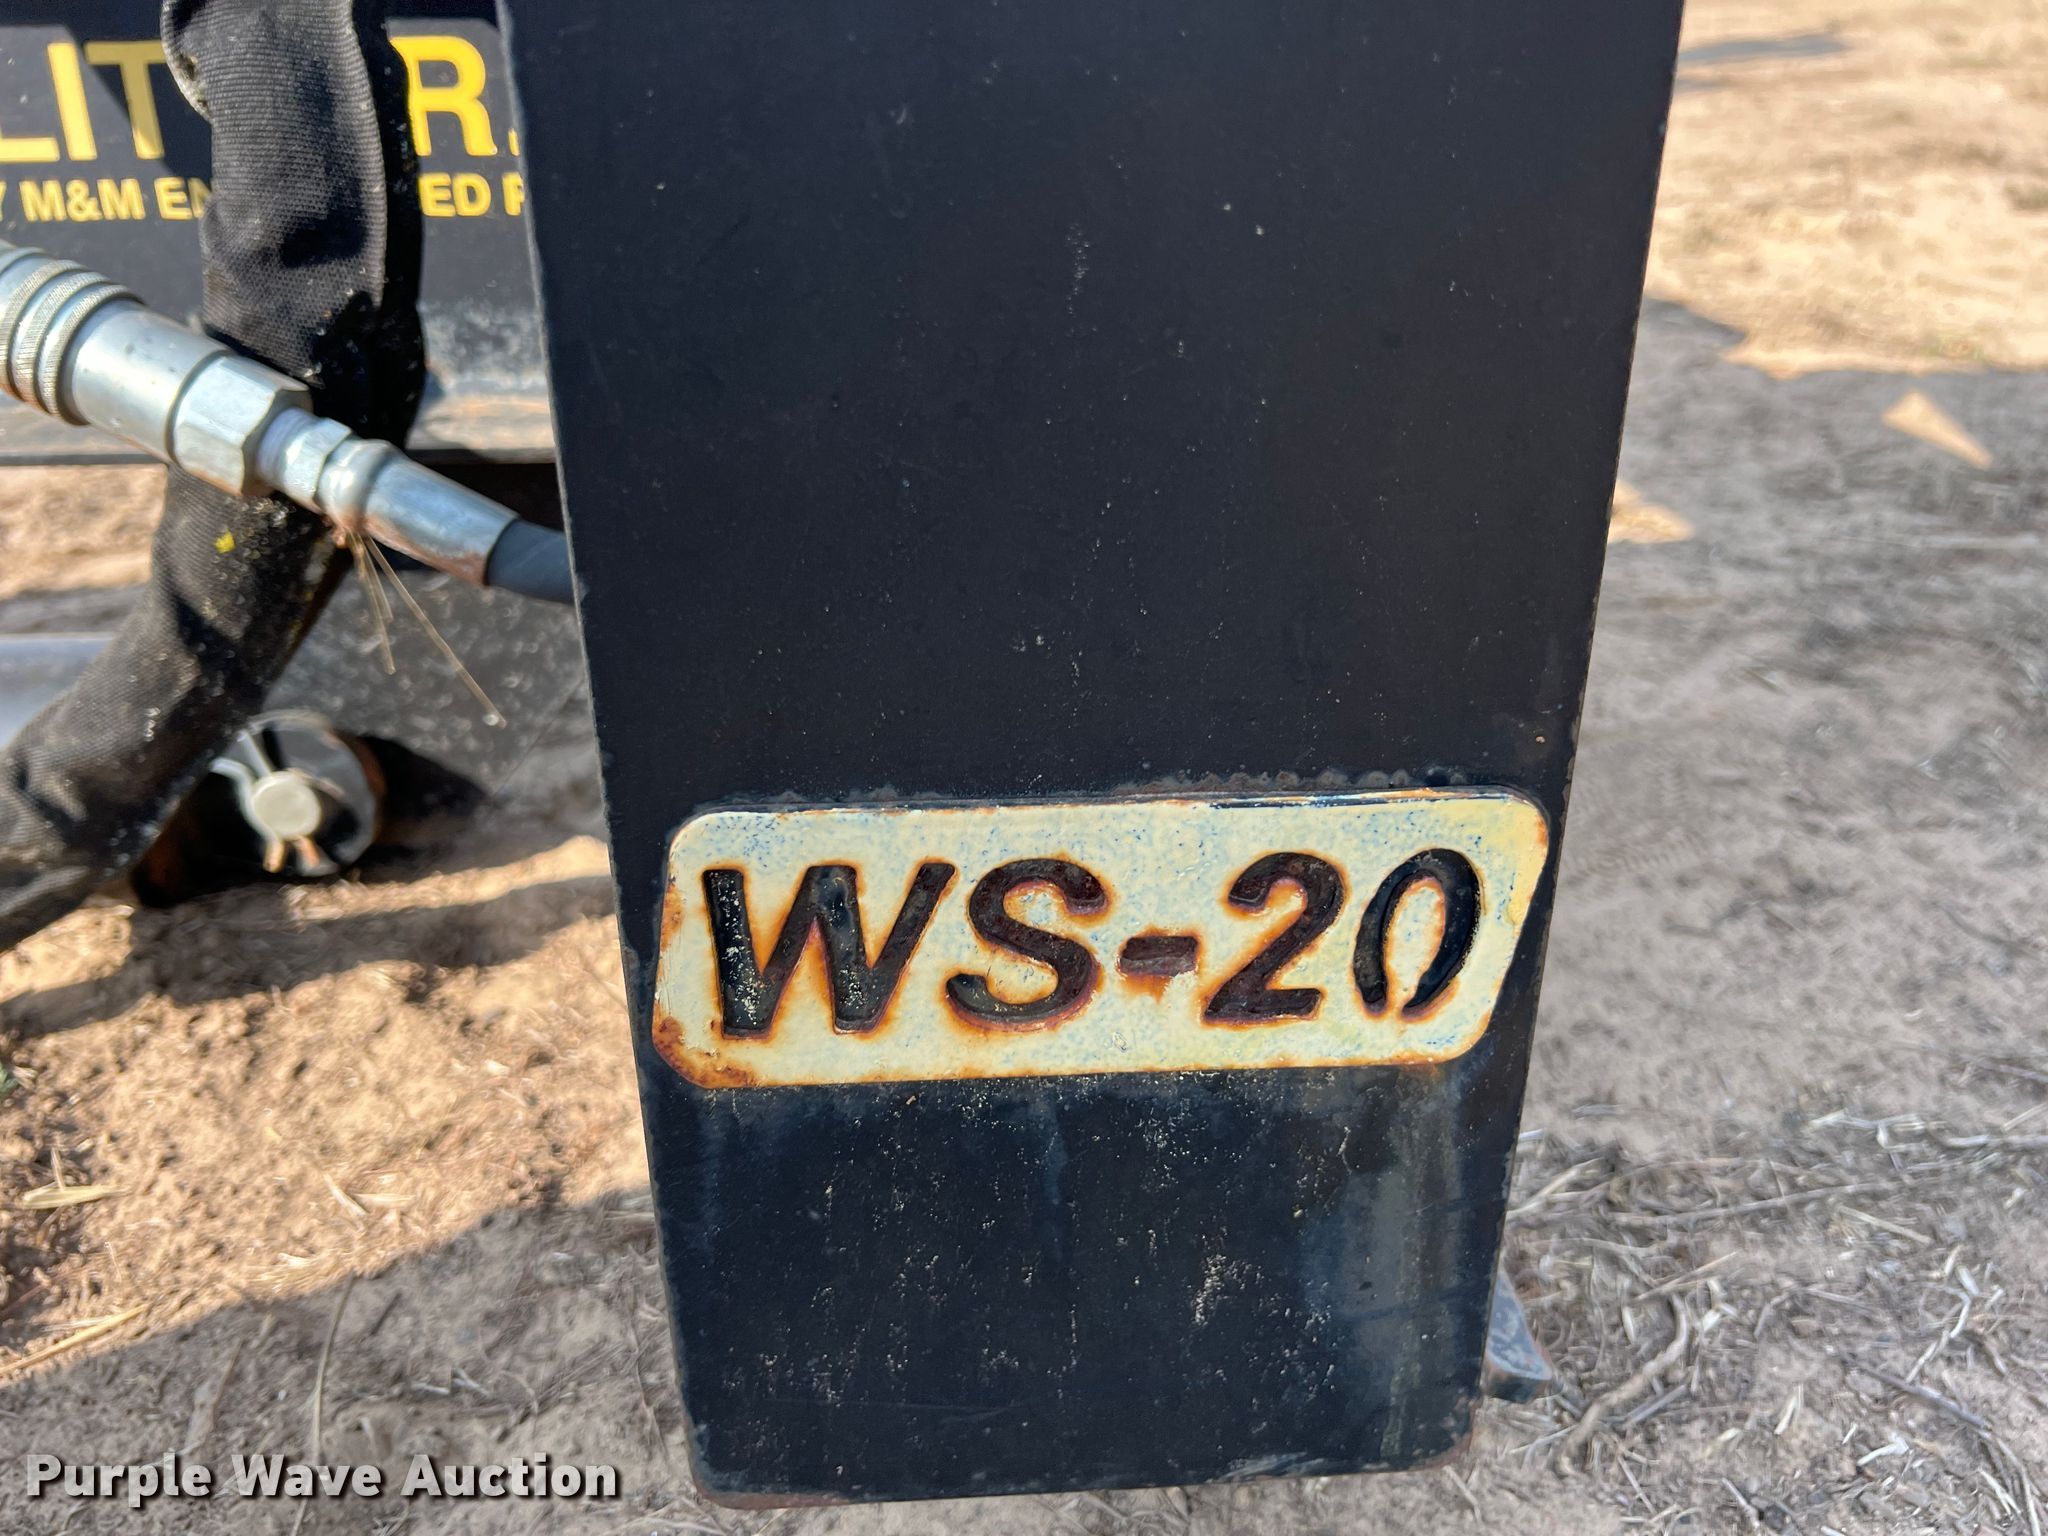 LIT R.
Y M&M EN ED P
WS-20
Purple Wave Auction